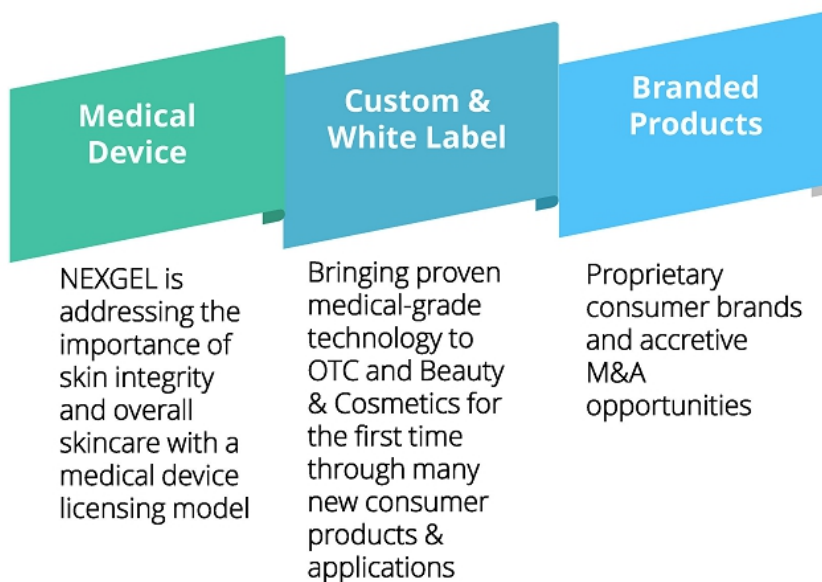 Medical
Device
NEXGEL is
addressing the
importance of
skin integrity
and overall
skincare with a
medical device
licensing model
Custom &
White Label
Bringing proven
medical-grade
technology to
OTC and Beauty
& Cosmetics for
the first time
through many
new consumer
products &
applications
Branded
Products
Proprietary
consumer brands
and accretive
M&A
opportunities